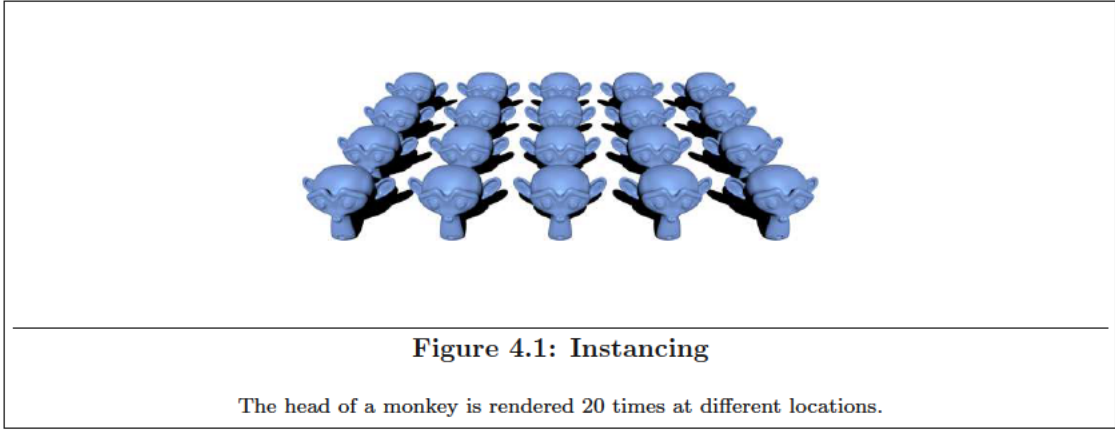 Figure 4.1: Instancing
The head of a monkey is rendered 20 times at different locations.